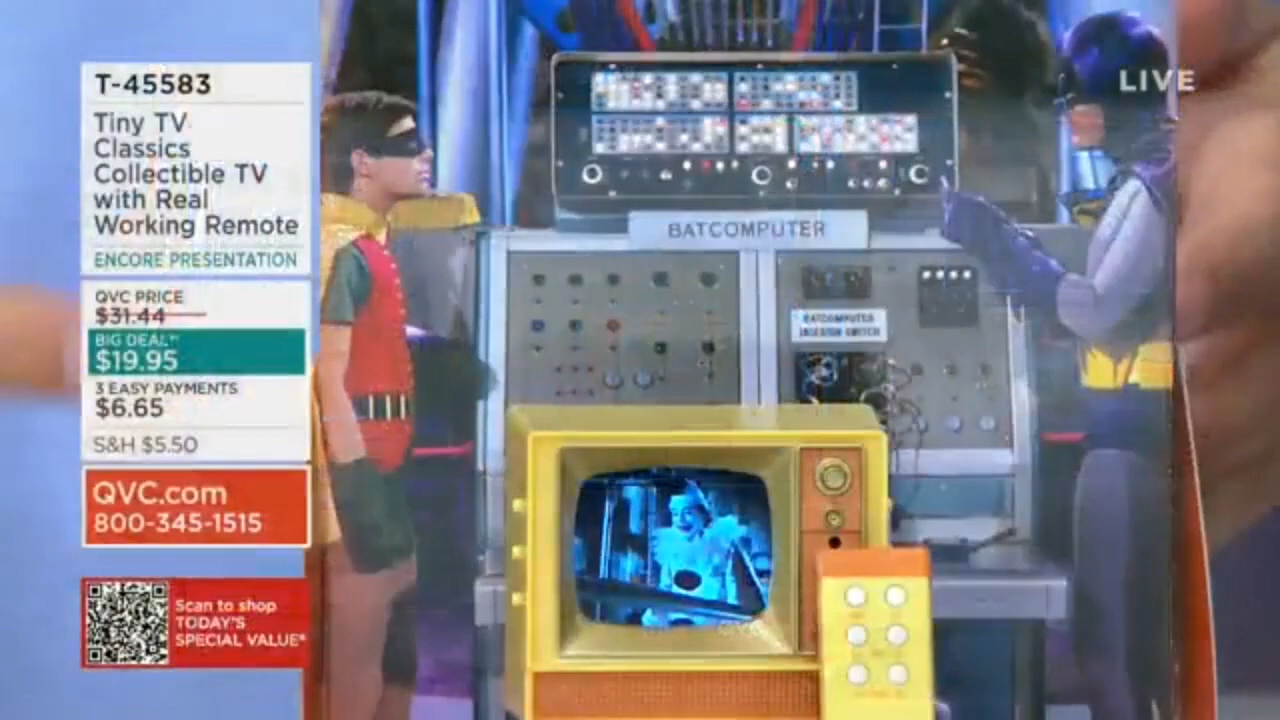 T-45583
Tiny TV
Classics
Collectible TV
with Real
Working Remote
ENCORE PRESENTATION
QVC PRICE
$31.44
BIG DEAL™
$19.95
3 EASY PAYMENTS
$6.65
S&H $5.50
QVC.com
800-345-1515
Scan to shop
TODAY'S
SPECIAL VALUE®
LIVE
BATCOMPUTER
BATCOMPUTER
INGESTOR SWITCH